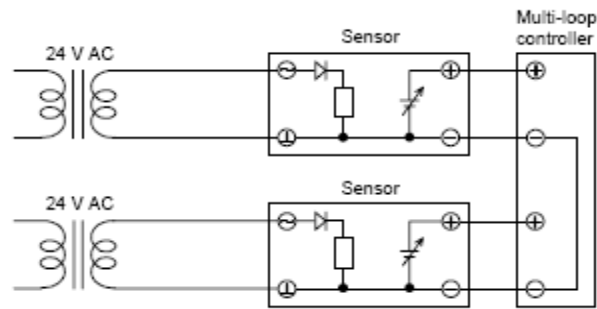 Multi-loop
controller
Sensor
24 V AC
Sensor
24 V AC